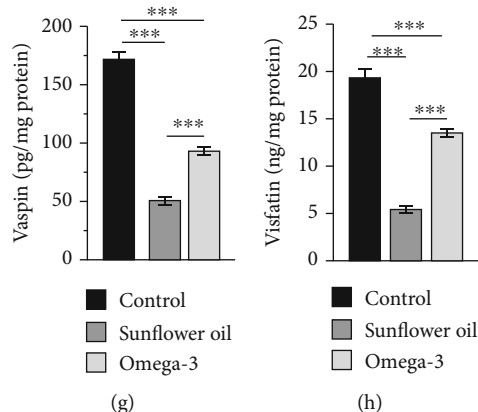 200
150
100
50
0
Vaspin (pg/mg protein)
***
***
***
Control
Sunflower oil
Omega-3
(g)
25
20
15
10
5
0
Visfatin (ng/mg protein)
***
***
***
Control
Sunflower oil
Omega-3
(h)